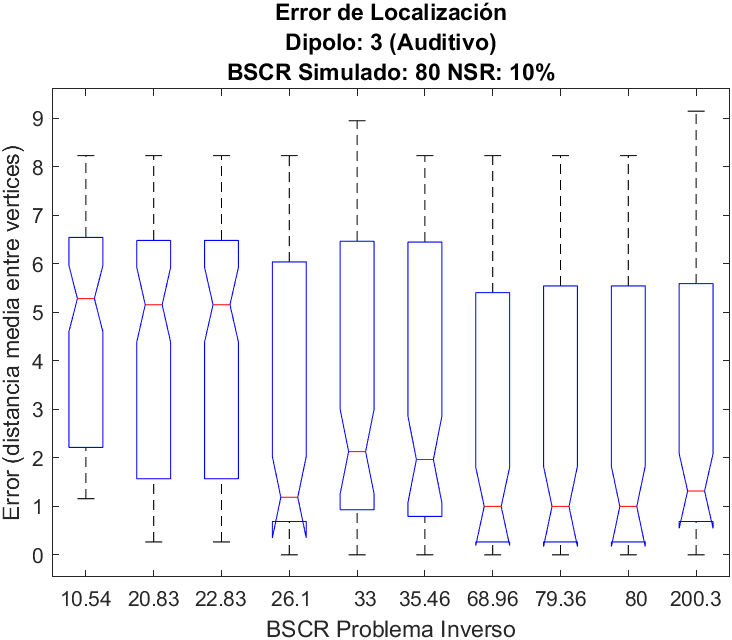 Error de Localización
Dipolo: 3 (Auditivo)
BSCR Simulado: 80 NSR: 10%
Error (distancia media entre vertices)
9
8
7
6
5
4
3
2
1
0
10.54 20.83 22.83 26.1 33 35.46 68.96 79.36 80 200.3
BSCR Problema Inverso